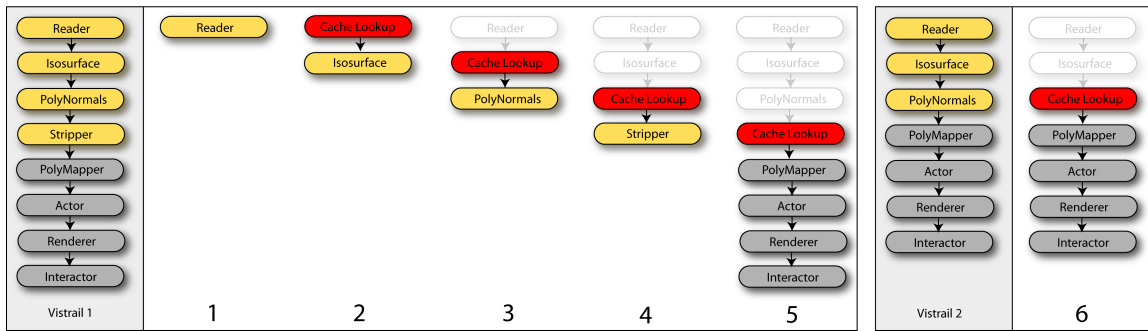 Reader
Isosurface
PolyNormals
Stripper
PolyMapper
Actor
Renderer
Interactor
Vistrail 1
Reader
1
Cache Lookup
Isosurface
2
Reader
Cache Lookup
PolyNormals
3
Reader
Isosurface
Cache Lookup
Stripper
4
Reader
Isosurface
PolyNormals
Cache Lookup
PolyMapper
Actor
Renderer
Interactor
5
Reader
Isosurface
PolyNormals
PolyMapper
Actor
Renderer
Interactor
Vistrail 2
Reader
Isosurface
Cache Lookup
PolyMapper
Actor
Renderer
Interactor
6